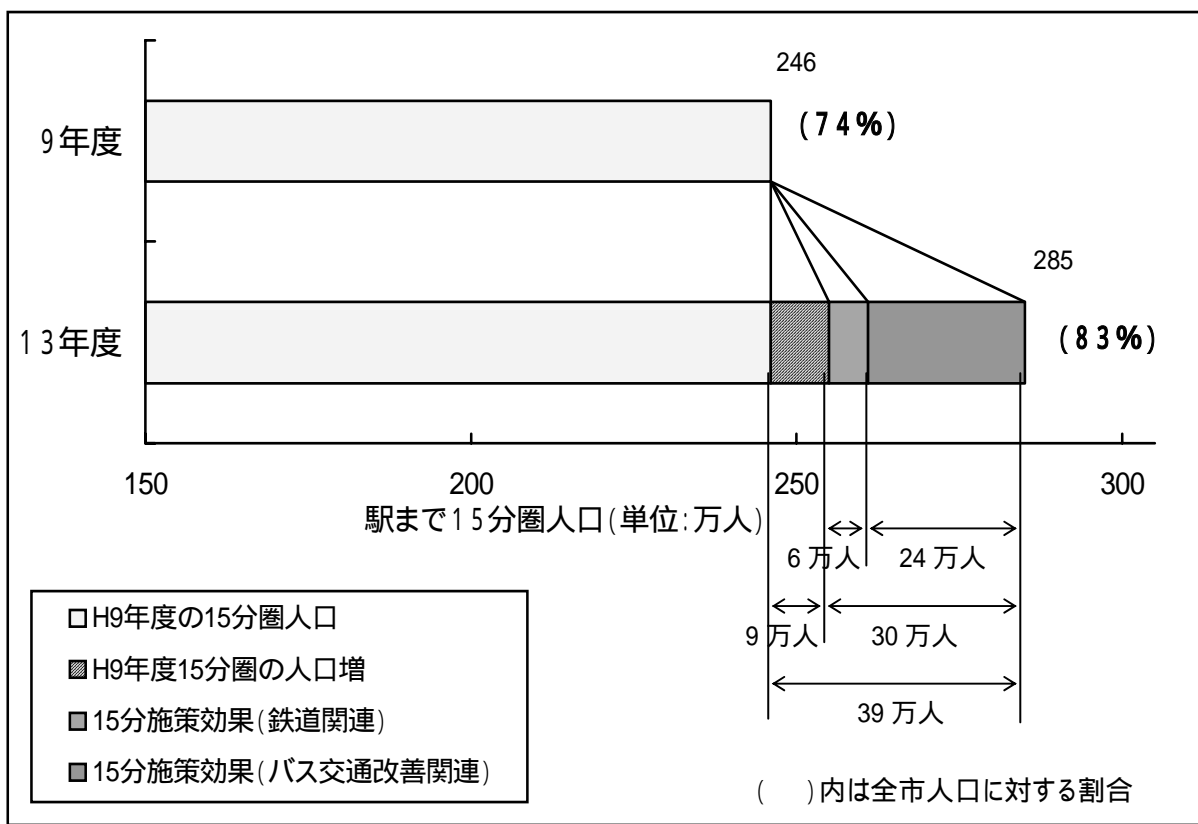 246
(74%)
9年度
285
13年度
(83%)
150 200 250 300
駅まで15分圏人口(単位:万人)
6万人 24万人
9万人 30万人
39万人
H9年度の15分圏人口
H9年度15分圏の人口増
15分施策効果(鉄道関連)
15分施策効果(バス交通改善関連)
(　)内は全市人口に対する割合